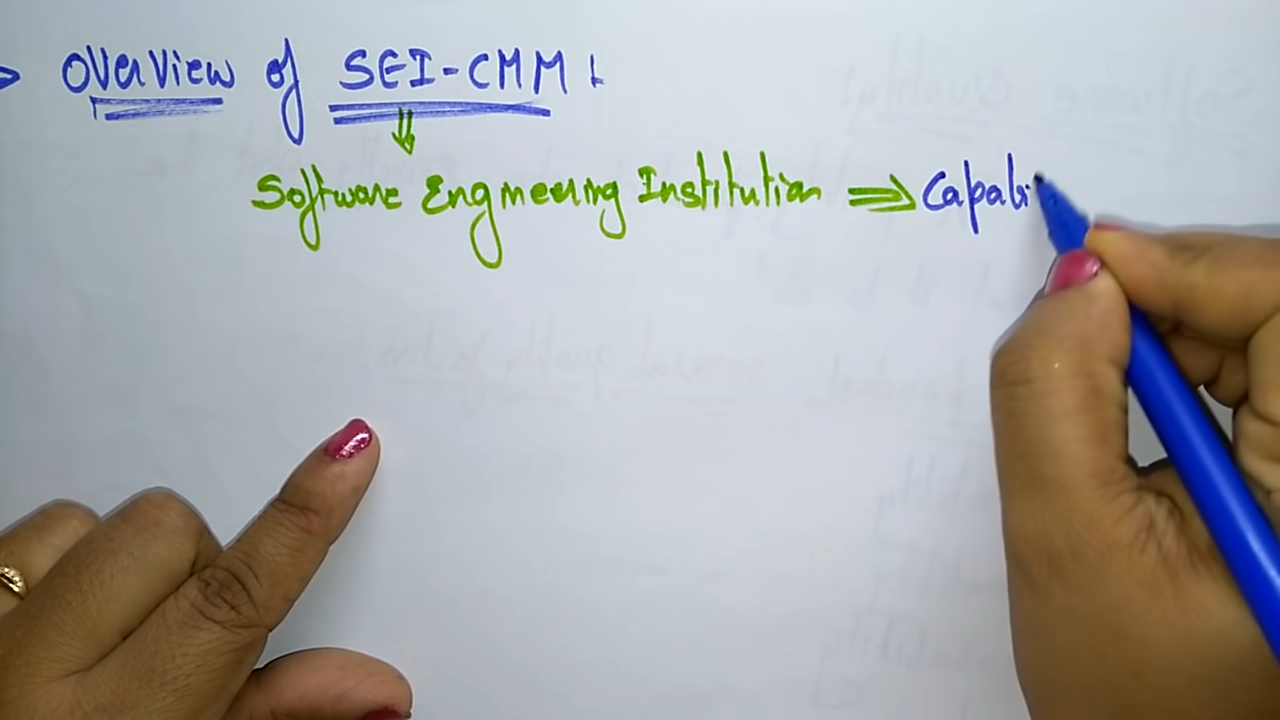 > Overview of SEI-CMM :
⇓
Software Engineering Institution ⇒ Capabi